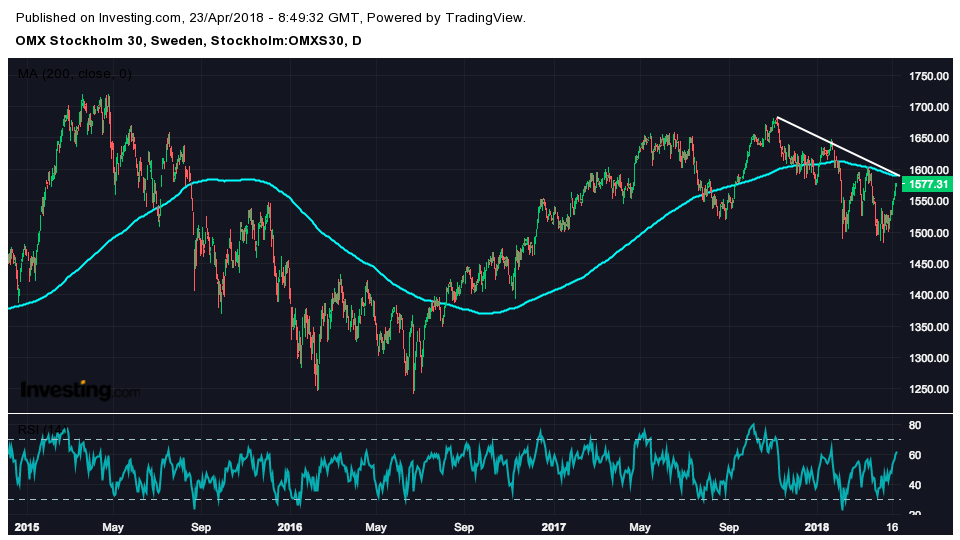 Published on Investing.com, 23/Apr/2018 - 8:49:32 GMT, Powered by TradingView.
OMX Stockholm 30, Sweden, Stockholm:OMXS30, D
MA (200, close, 0)
1750.00
1700.00
1650.00
1600.00
1577.31
1550.00
1500.00
1450.00
1400.00
1350.00
1300.00
1250.00
Investing.com
RSI
80
60
40
20
2015 May Sep 2016 May Sep 2017 May Sep 2018 16